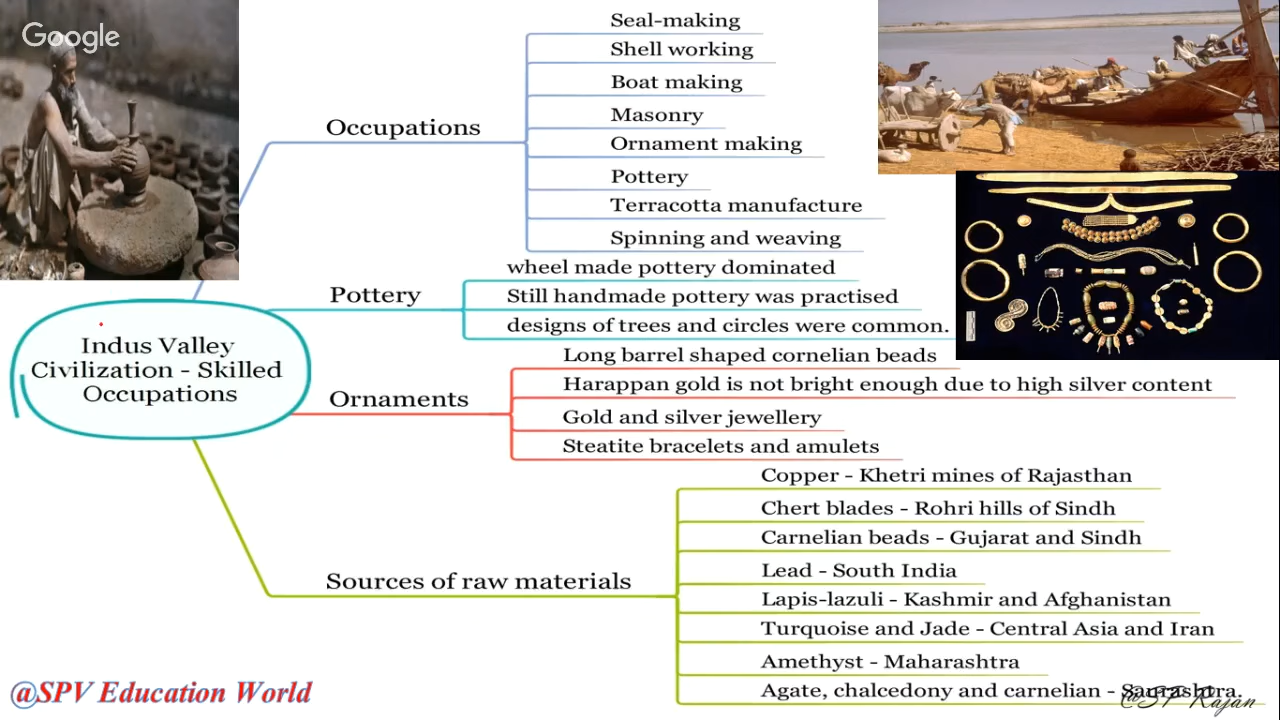 Google
Seal-making
Shell working
Boat making
Masonry
Occupations
Ornament making
Pottery
Terracotta manufacture
Spinning and weaving
wheel made pottery dominated
Pottery
Still handmade pottery was practised
designs of trees and circles were common.
Indus Valley
Civilization - Skilled
Occupations
Long barrel shaped cornelian beads
Harappan gold is not bright enough due to high silver content
Ornaments
Gold and silver jewellery
Steatite bracelets and amulets
Copper - Khetri mines of Rajasthan
Chert blades - Rohri hills of Sindh
Carnelian beads - Gujarat and Sindh
Lead - South India
Sources of raw materials
Lapis-lazuli - Kashmir and Afghanistan
Turquoise and Jade - Central Asia and Iran
Amethyst - Maharashtra
Agate, chalcedony and carnelian - Saurashtra.
@SPV Education World
Rajan